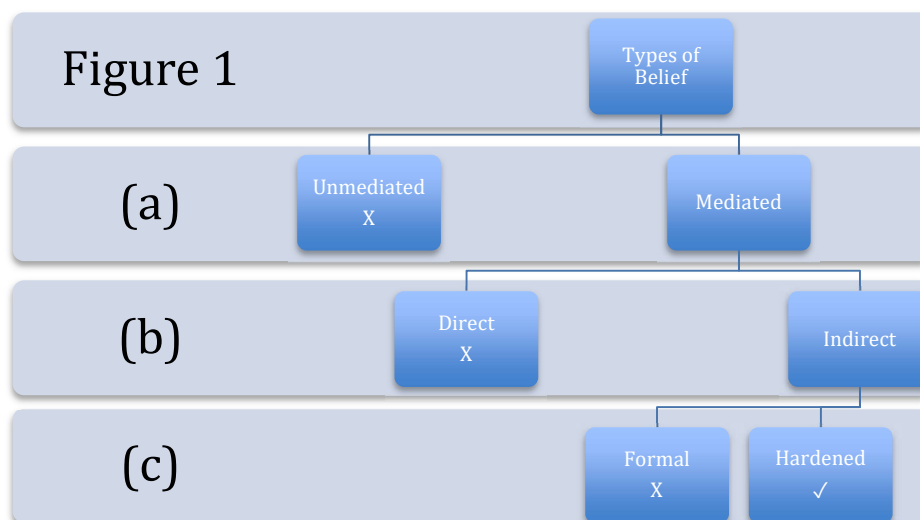 Figure 1
Types of
Belief
(a)
Unmediated
X
Mediated
(b)
Direct
X
Indirect
(c)
Formal
X
Hardened
✓